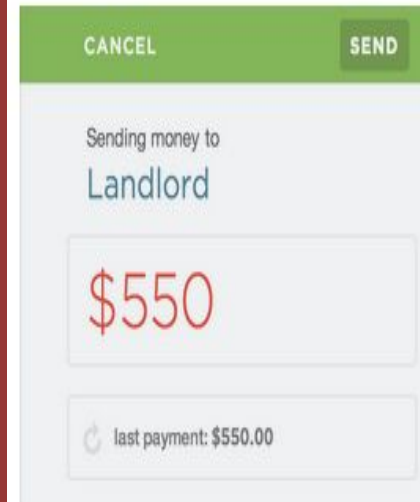 CANCEL SEND
Sending money to
Landlord
$550
last payment: $550.00